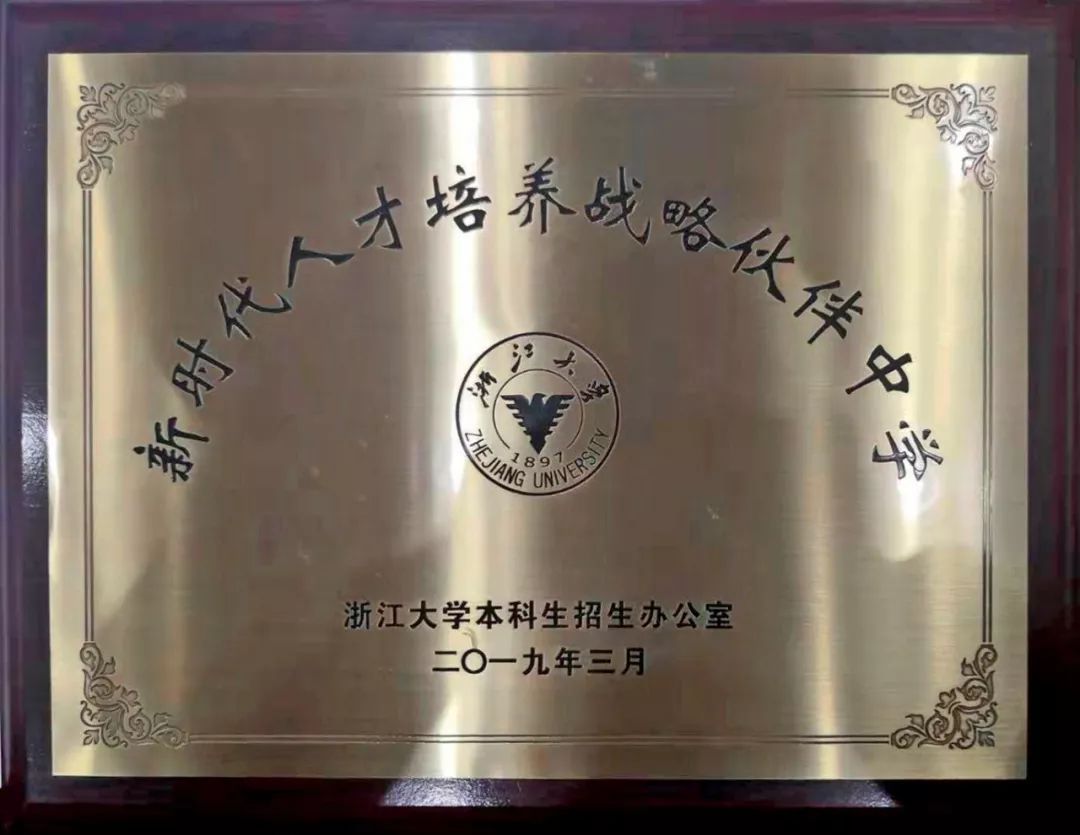 新时代人才培养战略伙伴中学
浙江大学
1897
ZHEJIANG UNIVERSITY
浙江大学本科生招生办公室
二〇一九年三月